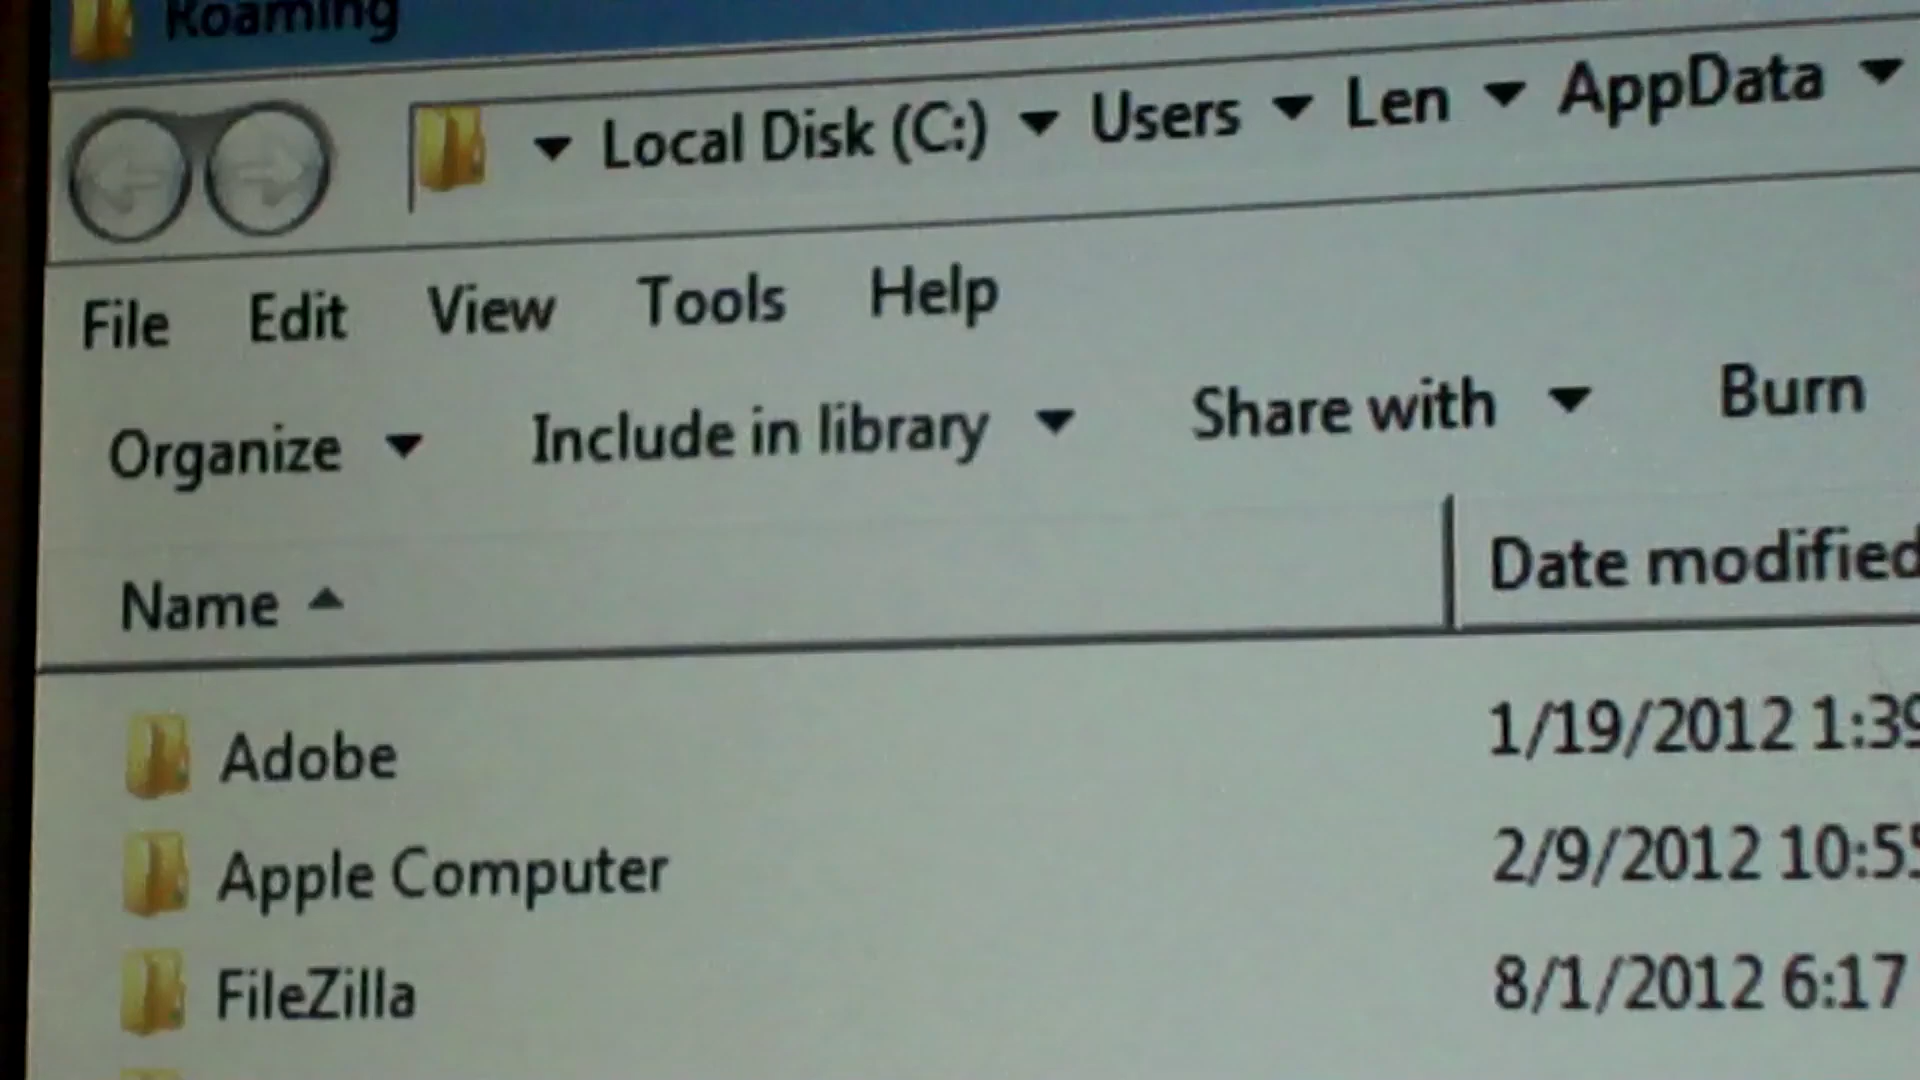 Roaming
Local Disk (C:) Users Len AppData
File Edit View Tools Help
Organize Include in library Share with Burn
Name Date modified
Adobe 1/19/2012 1:39
Apple Computer 2/9/2012 10:55
FileZilla 8/1/2012 6:17